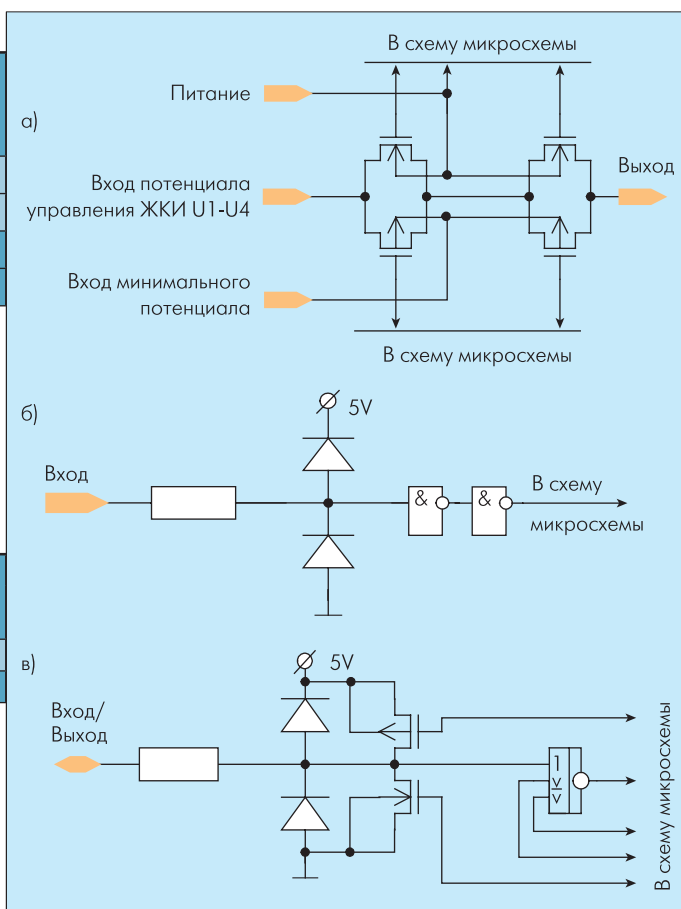 В схему микросхемы
Питание
а)
Вход потенциала
управления ЖКИ U1-U4
Выход
Вход минимального
потенциала
В схему микросхемы
б)
5V
Вход
&
&
В схему
микросхемы
в)
5V
Вход/
Выход
1
V
V
В схему микросхемы